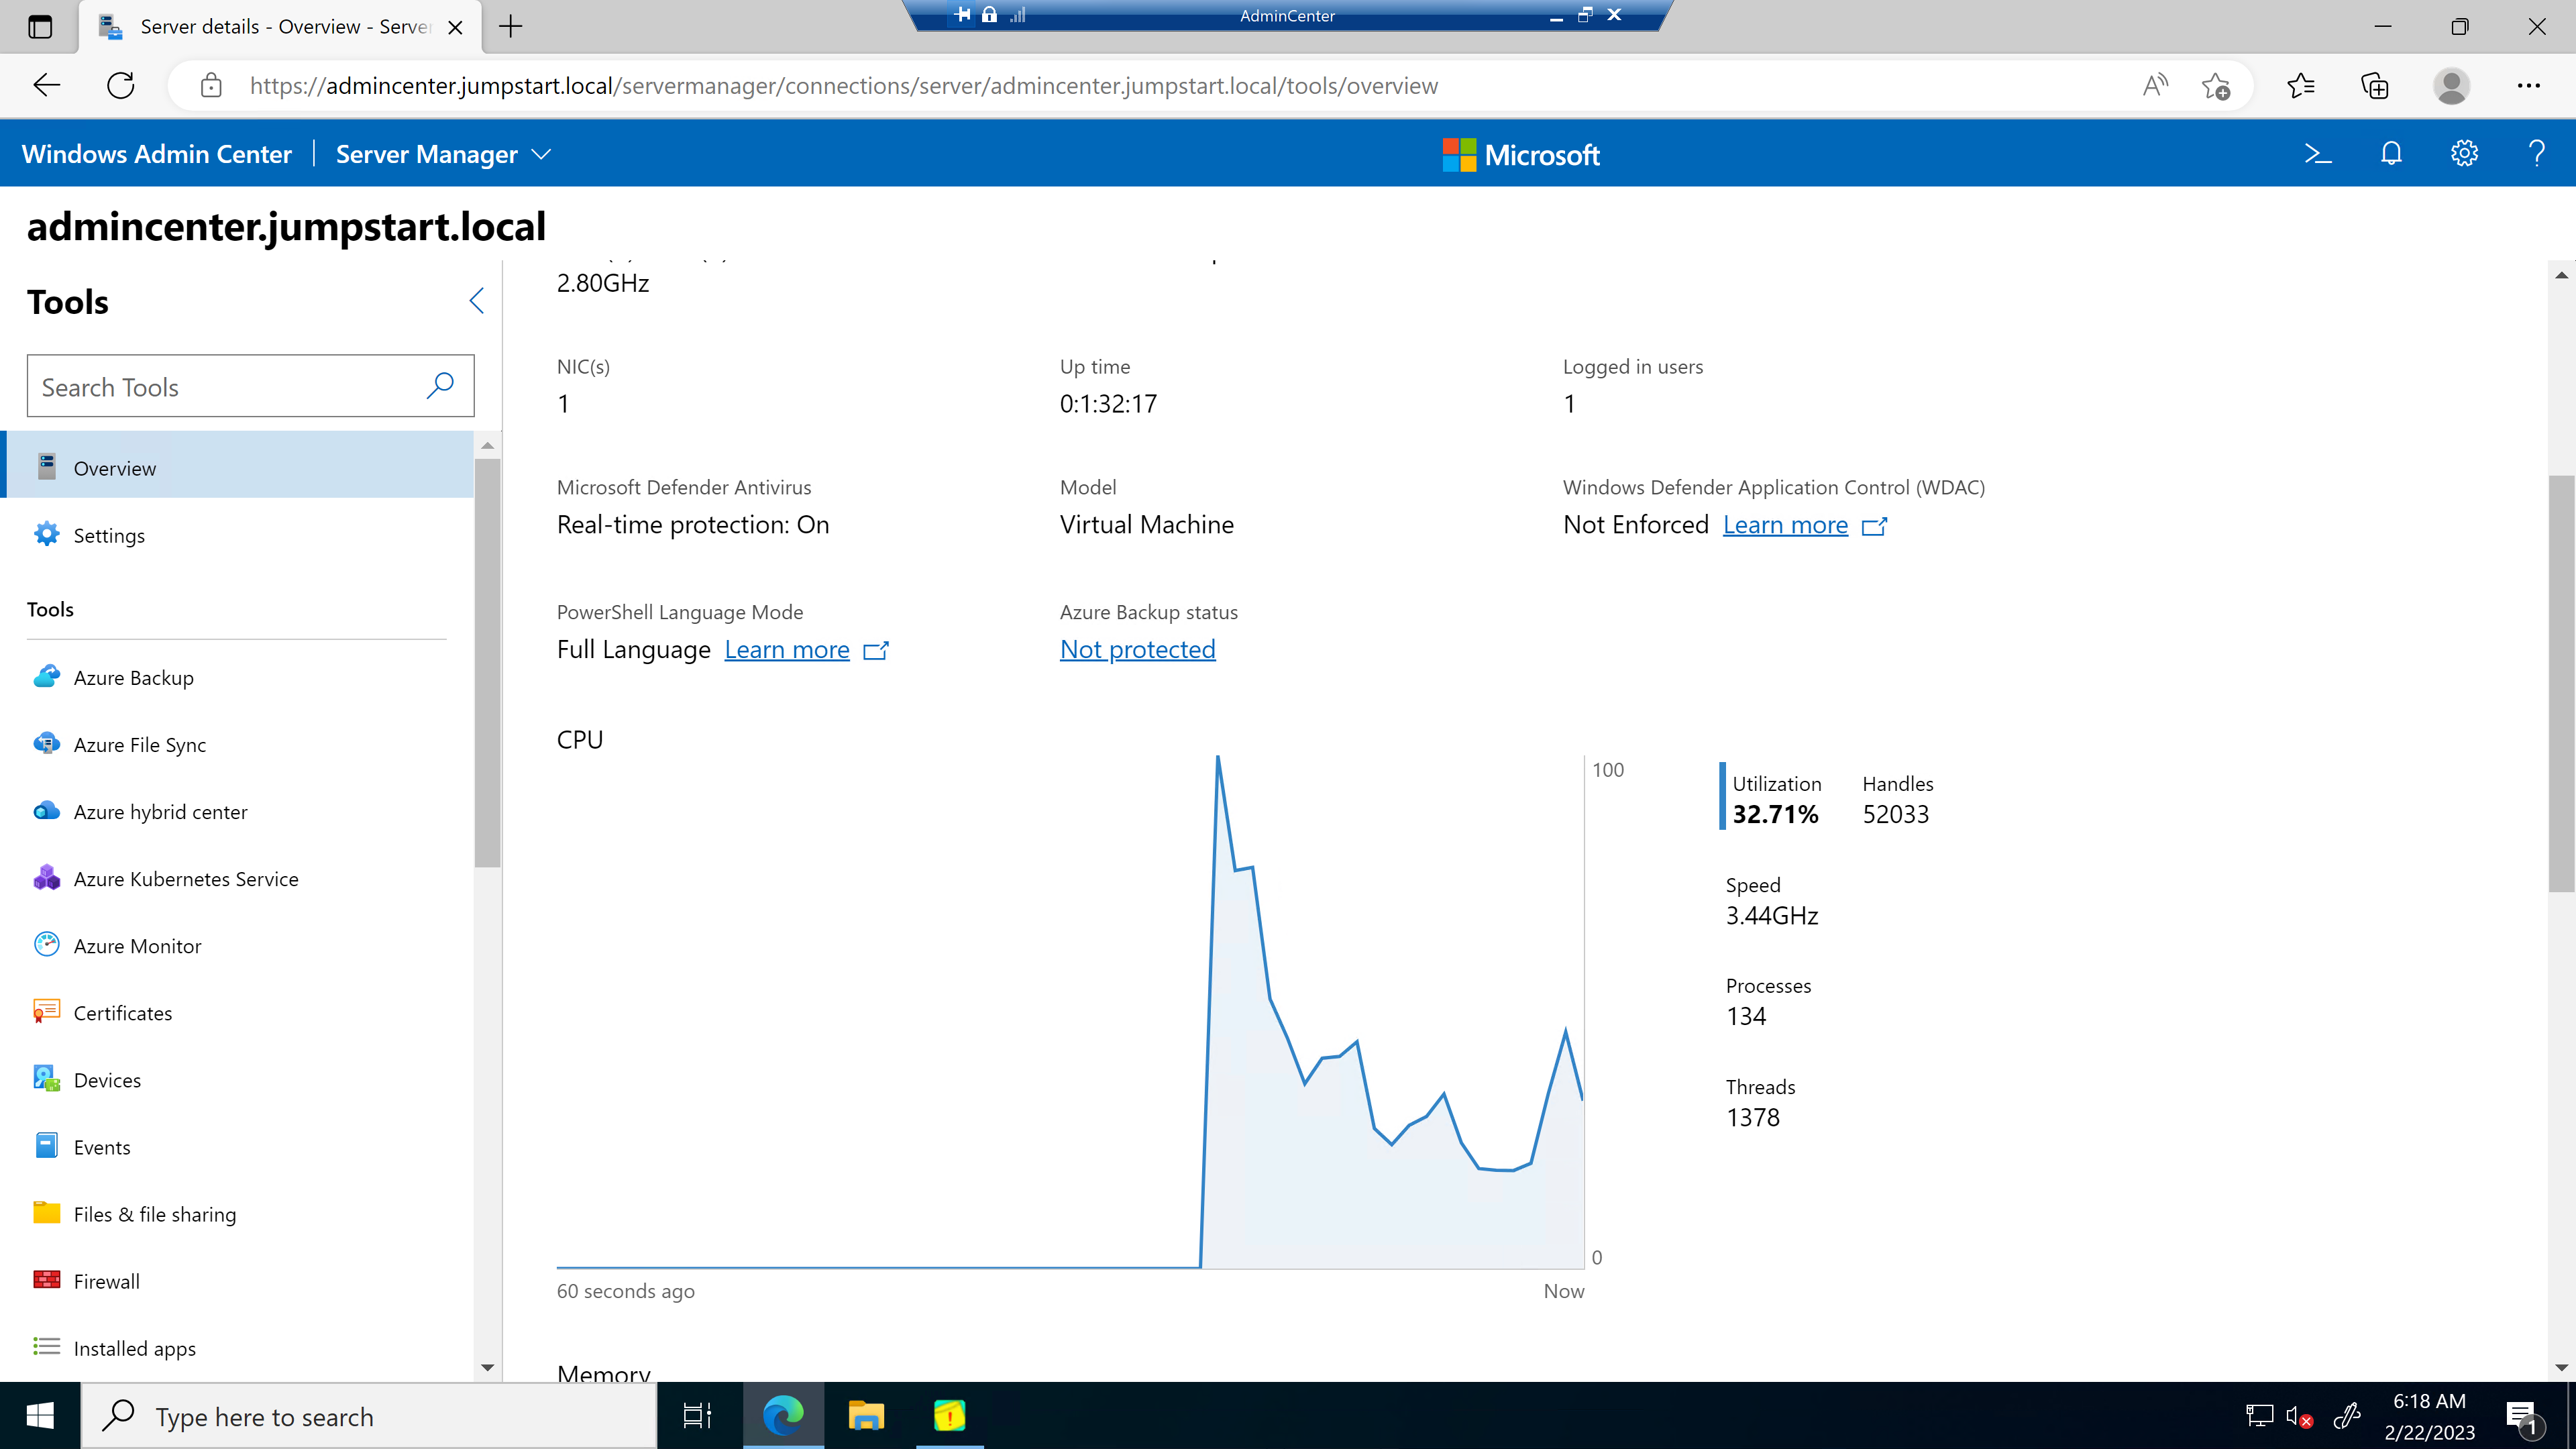 AdminCenter
Server details - Overview - Server
https://admincenter.jumpstart.local/servermanager/connections/server/admincenter.jumpstart.local/tools/overview
Windows Admin Center | Server Manager
Microsoft
admincenter.jumpstart.local
Tools
Search Tools
Overview
Settings
Tools
Azure Backup
Azure File Sync
Azure hybrid center
Azure Kubernetes Service
Azure Monitor
Certificates
Devices
Events
Files & file sharing
Firewall
Installed apps
2.80GHz
NIC(s)
1
Up time
0:1:32:17
Logged in users
1
Microsoft Defender Antivirus
Real-time protection: On
Model
Virtual Machine
Windows Defender Application Control (WDAC)
Not Enforced Learn more
PowerShell Language Mode
Full Language Learn more
Azure Backup status
Not protected
CPU
100
0
60 seconds ago
Now
Utilization
32.71%
Handles
52033
Speed
3.44GHz
Processes
134
Threads
1378
Memory
Type here to search
6:18 AM
2/22/2023
1